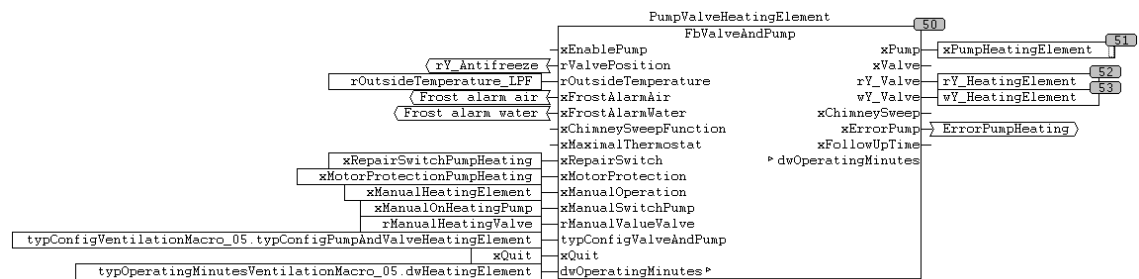 PumpValveHeatingElement
50
FbValveAndPump
xEnablePump xPump xPumpHeatingElement 51
rY_Antifreeze rValvePosition xValve
rOutsideTemperature_LPF rOutsideTemperature rY_Valve rY_HeatingElement 52
Frost alarm air xFrostAlarmAir wY_Valve wY_HeatingElement 53
Frost alarm water xFrostAlarmWater xChimneySweep
xChimneySweepFunction xErrorPump ErrorPumpHeating
xMaximalThermostat xFollowUpTime
xRepairSwitchPumpHeating xRepairSwitch dwOperatingMinutes
xMotorProtectionPumpHeating xMotorProtection
xManualHeatingElement xManualOperation
xManualOnHeatingPump xManualSwitchPump
rManualHeatingValve rManualValueValve
typConfigVentilationMacro_05.typConfigPumpAndValveHeatingElement typConfigValveAndPump
xQuit xQuit
typOperatingMinutesVentilationMacro_05.dwHeatingElement dwOperatingMinutes